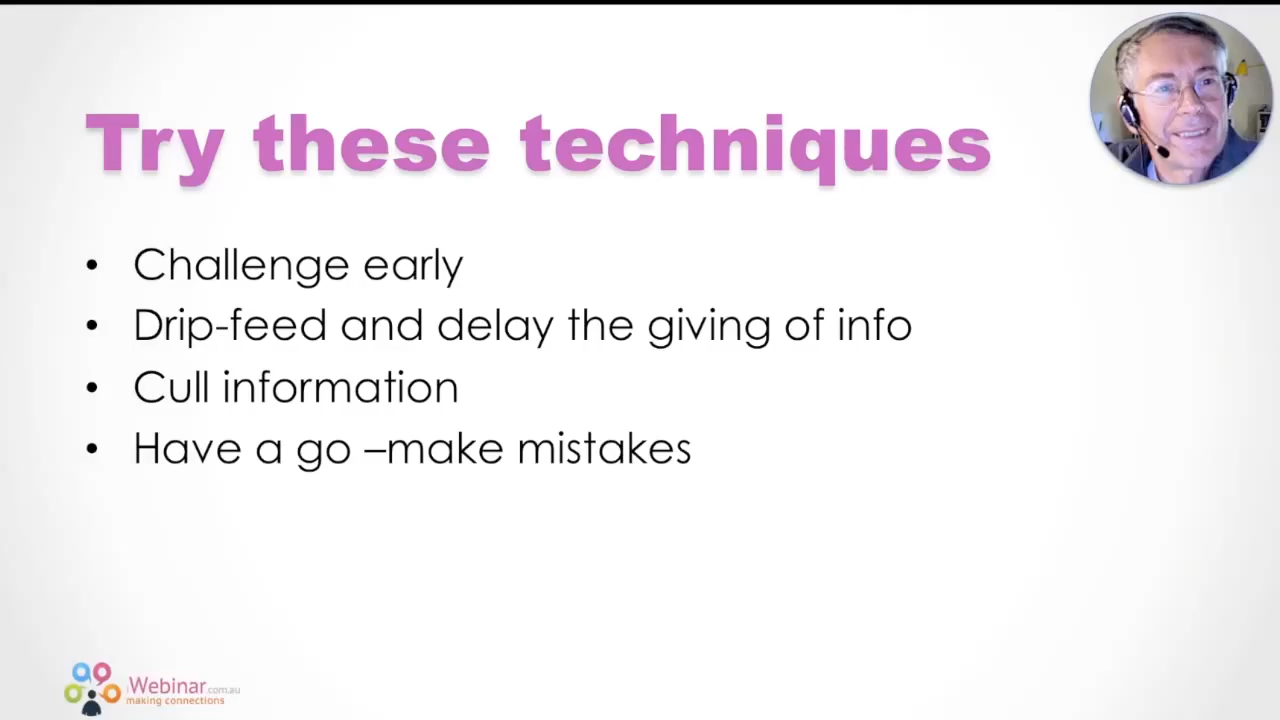 Try these techniques
• Challenge early
• Drip-feed and delay the giving of info
• Cull information
• Have a go –make mistakes
iWebinar.com.au
making connections